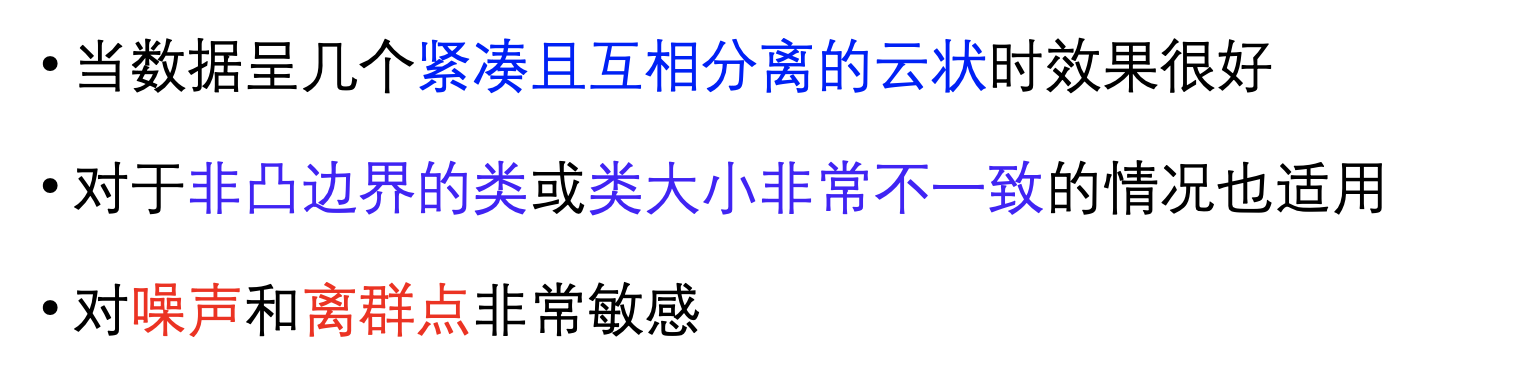 • 当数据呈几个紧凑且互相分离的云状时效果很好
• 对于非凸边界的类或类大小非常不一致的情况也适用
• 对噪声和离群点非常敏感